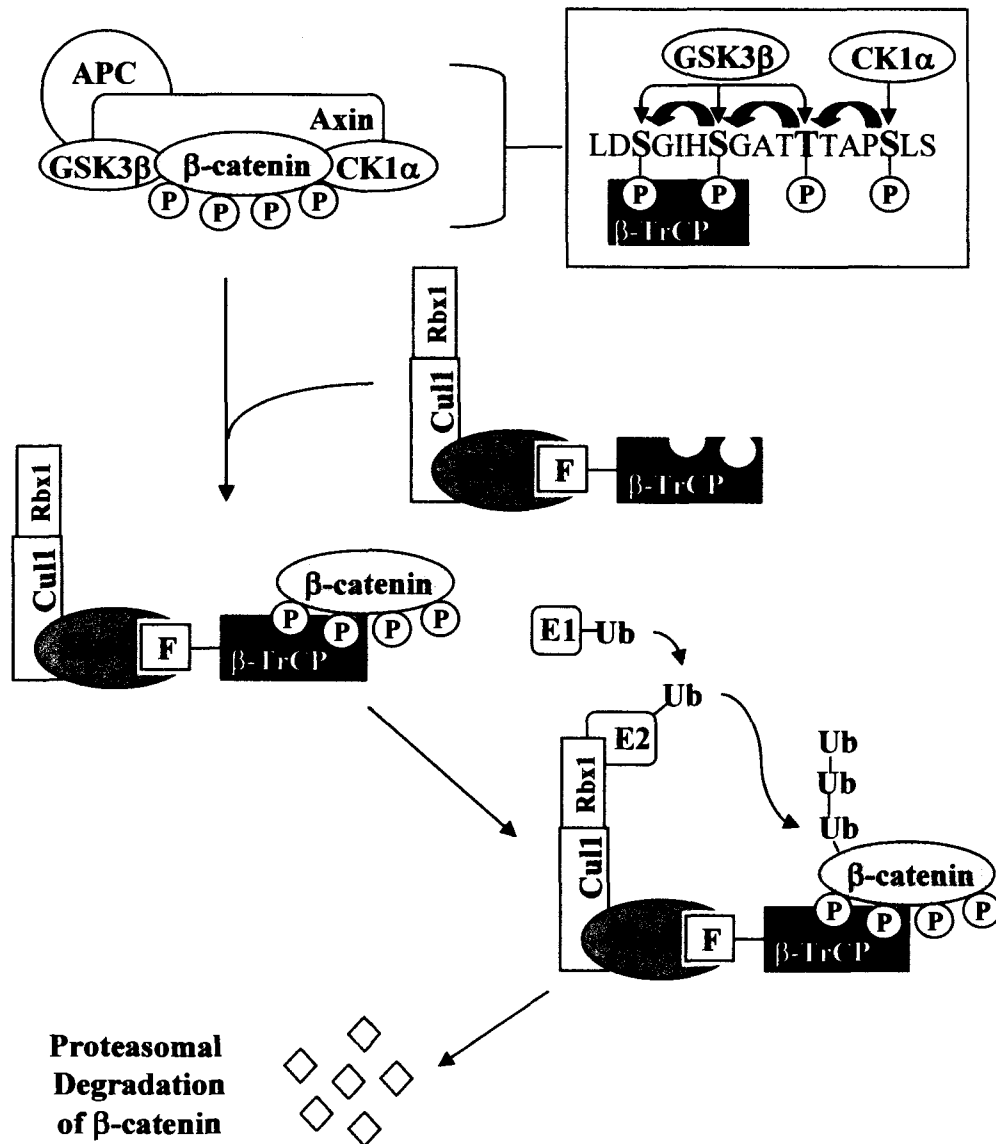 APC
Axin
GSK3β
β-catenin
CK1α
P
P
P
P
GSK3β
CK1α
LDSGIHSGATTTAPSLS
P
P
P
P
β-TrCP
Rbx1
Cul1
F
β-TrCP
Rbx1
Cul1
F
β-TrCP
β-catenin
P
P
P
P
E1
Ub
Ub
E2
Rbx1
Cul1
F
β-TrCP
Ub
Ub
Ub
β-catenin
P
P
P
P
Proteasomal
Degradation
of β-catenin